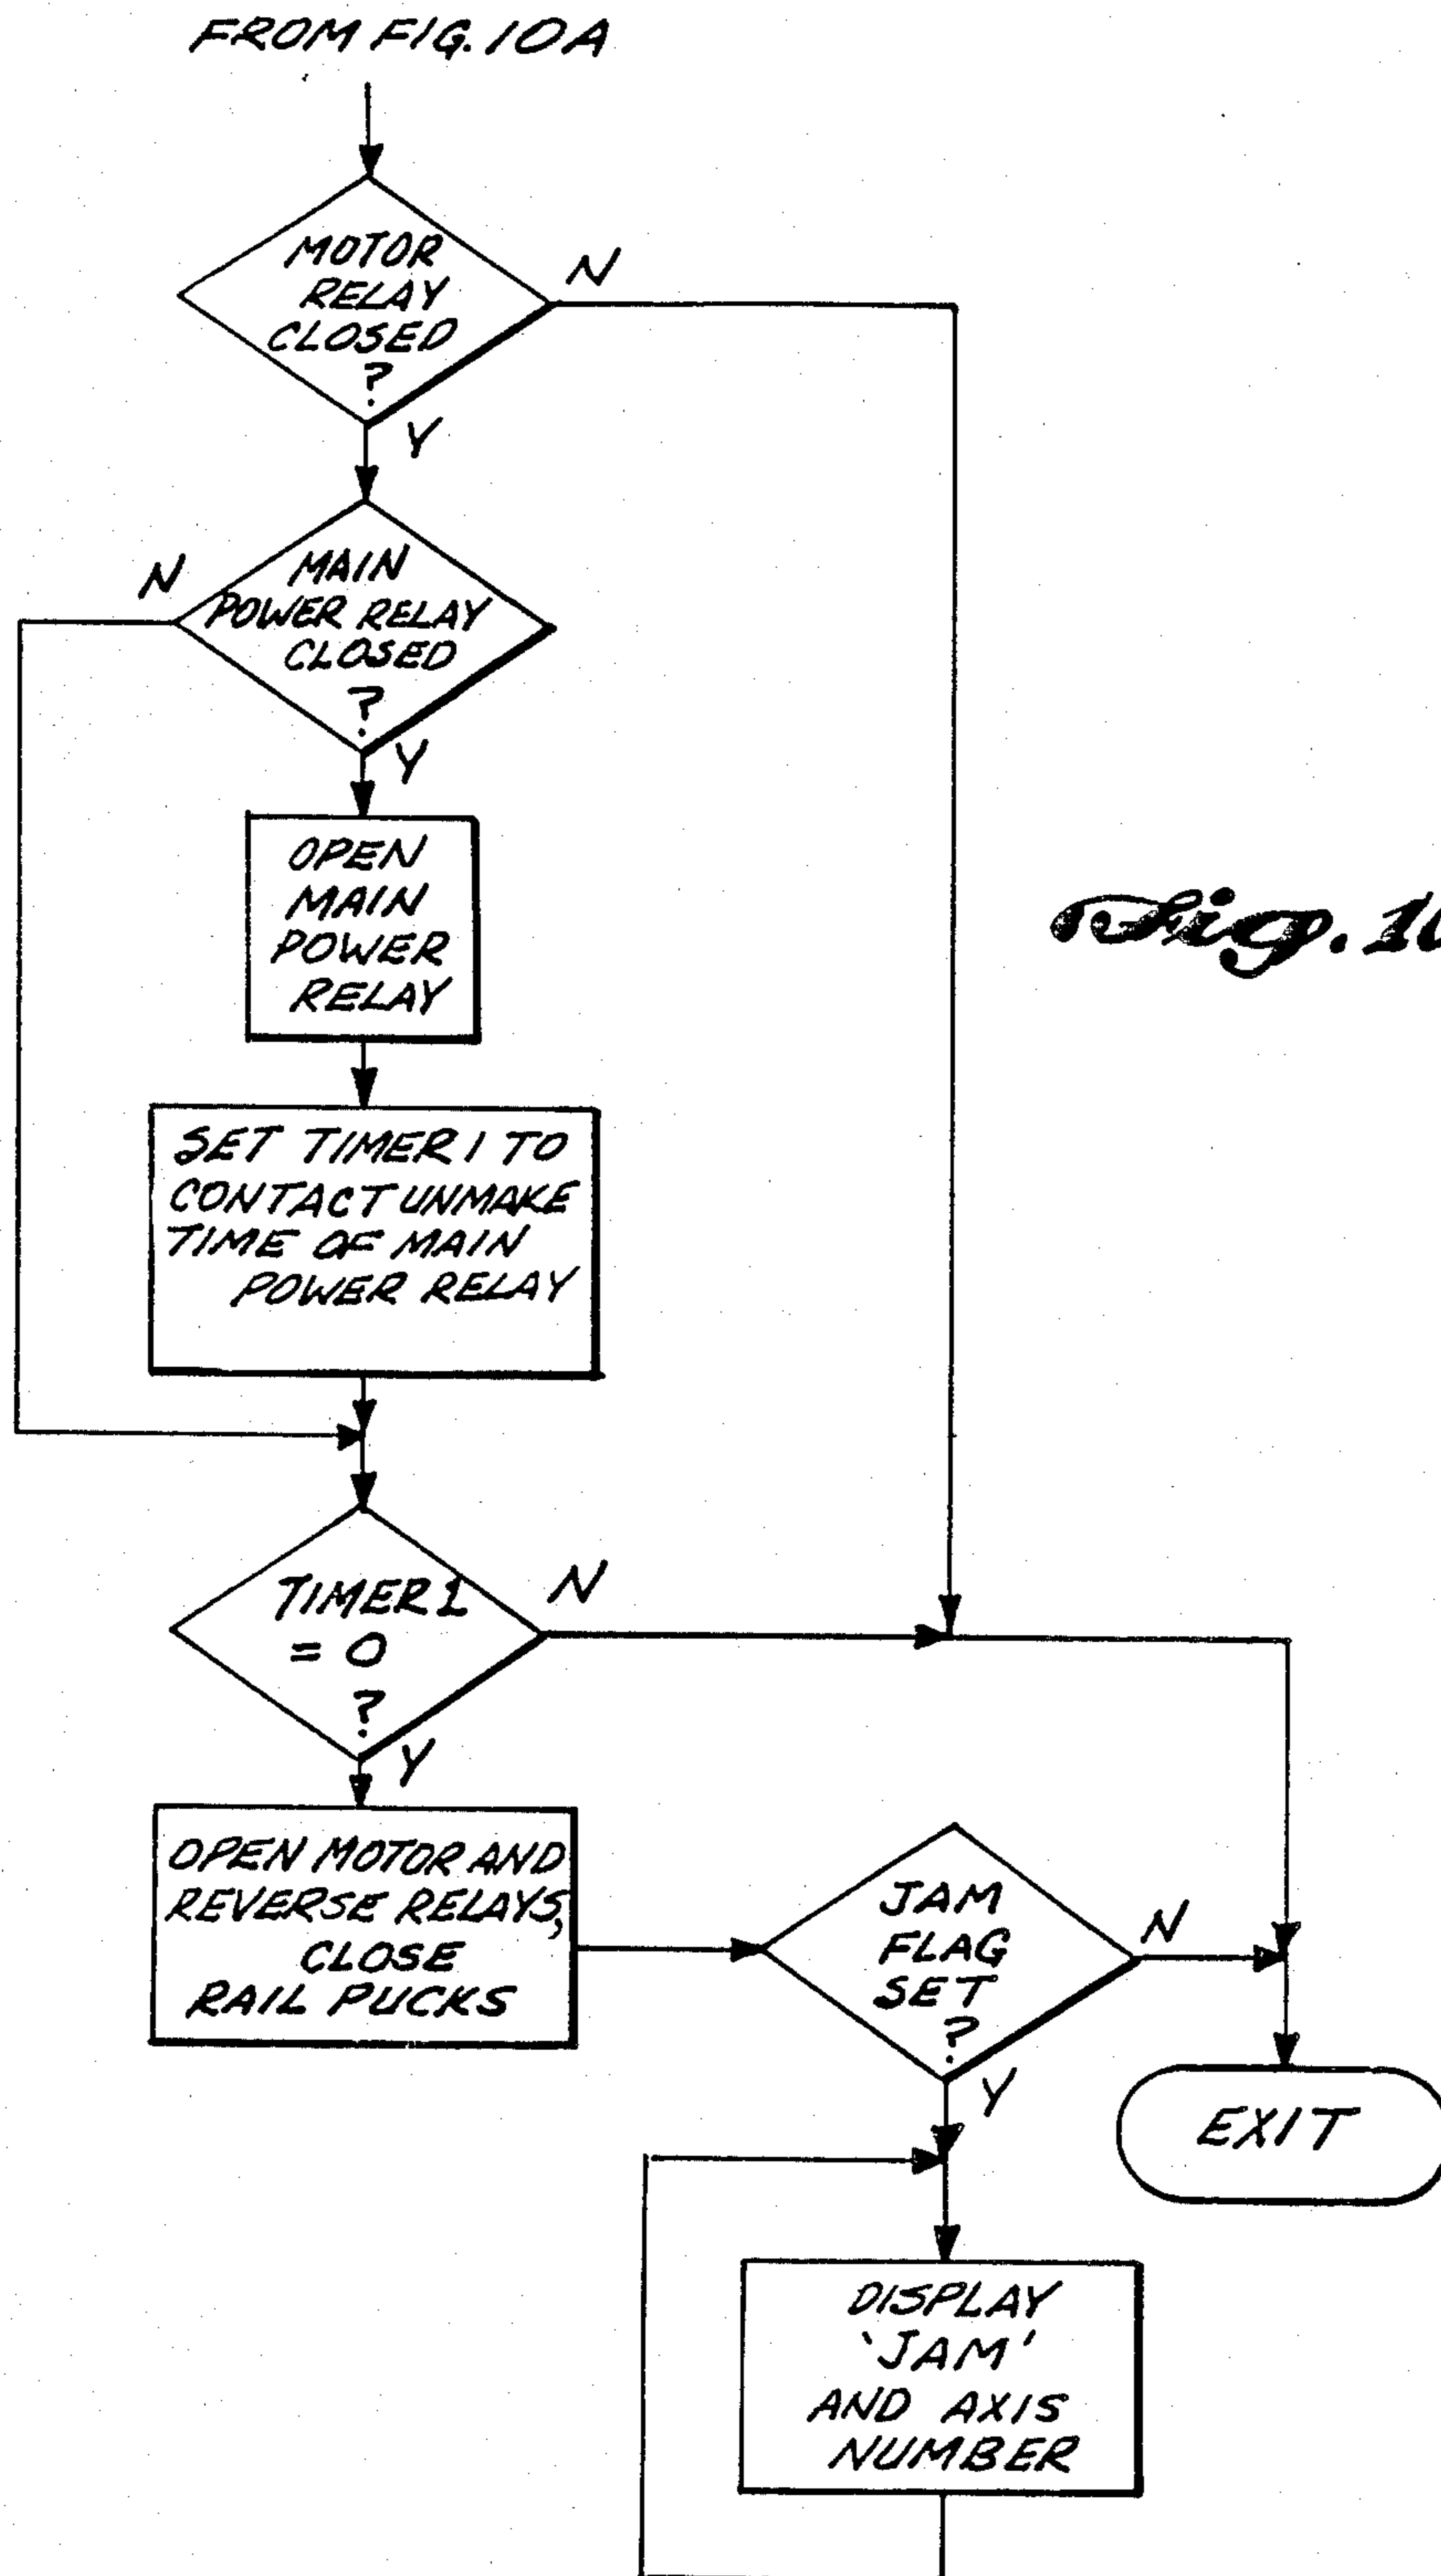 FROM FIG. 10A
MOTOR
RELAY
CLOSED
?
N
Y
MAIN
POWER RELAY
CLOSED
?
N
Y
OPEN
MAIN
POWER
RELAY
Fig. 10
SET TIMER 1 TO
CONTACT UNMAKE
TIME OF MAIN
POWER RELAY
TIMER 1
= 0
?
N
Y
OPEN MOTOR AND
REVERSE RELAYS,
CLOSE
RAIL PUCKS
JAM
FLAG
SET
?
N
Y
EXIT
DISPLAY
'JAM'
AND AXIS
NUMBER